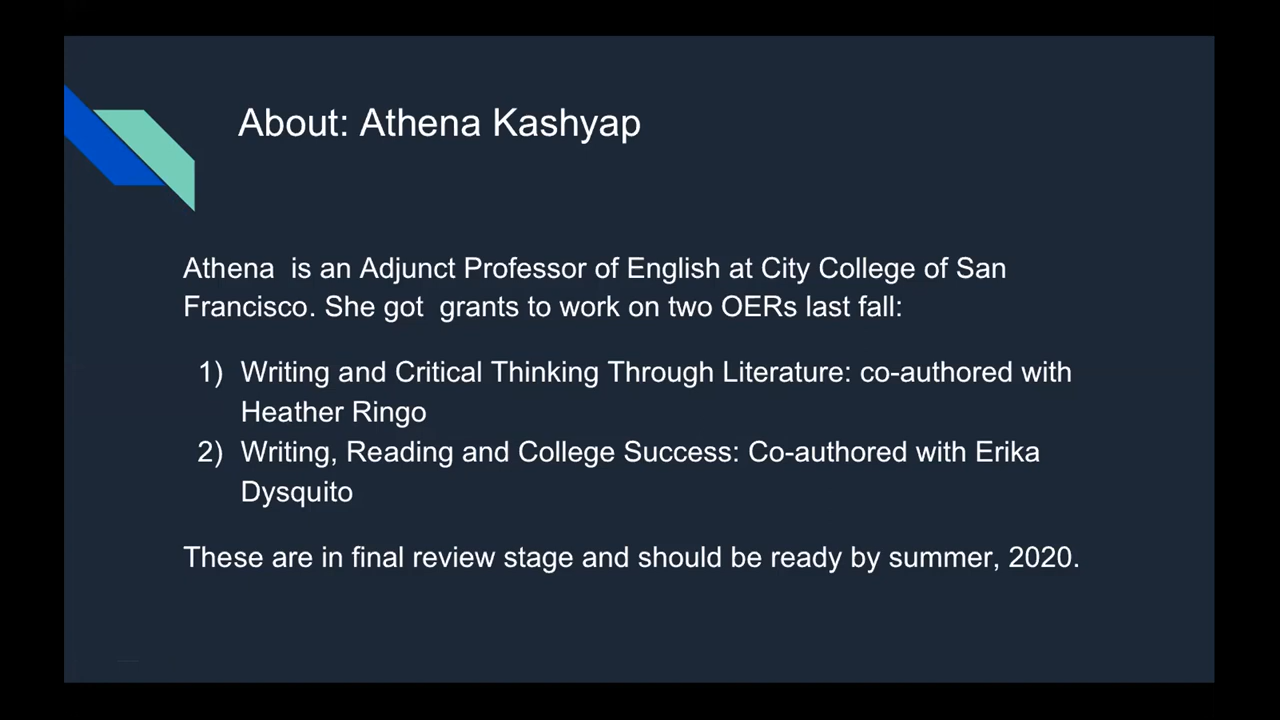 About: Athena Kashyap
Athena  is an Adjunct Professor of English at City College of San
Francisco. She got  grants to work on two OERs last fall:
1) Writing and Critical Thinking Through Literature: co-authored with
Heather Ringo
2) Writing, Reading and College Success: Co-authored with Erika
Dysquito
These are in final review stage and should be ready by summer, 2020.